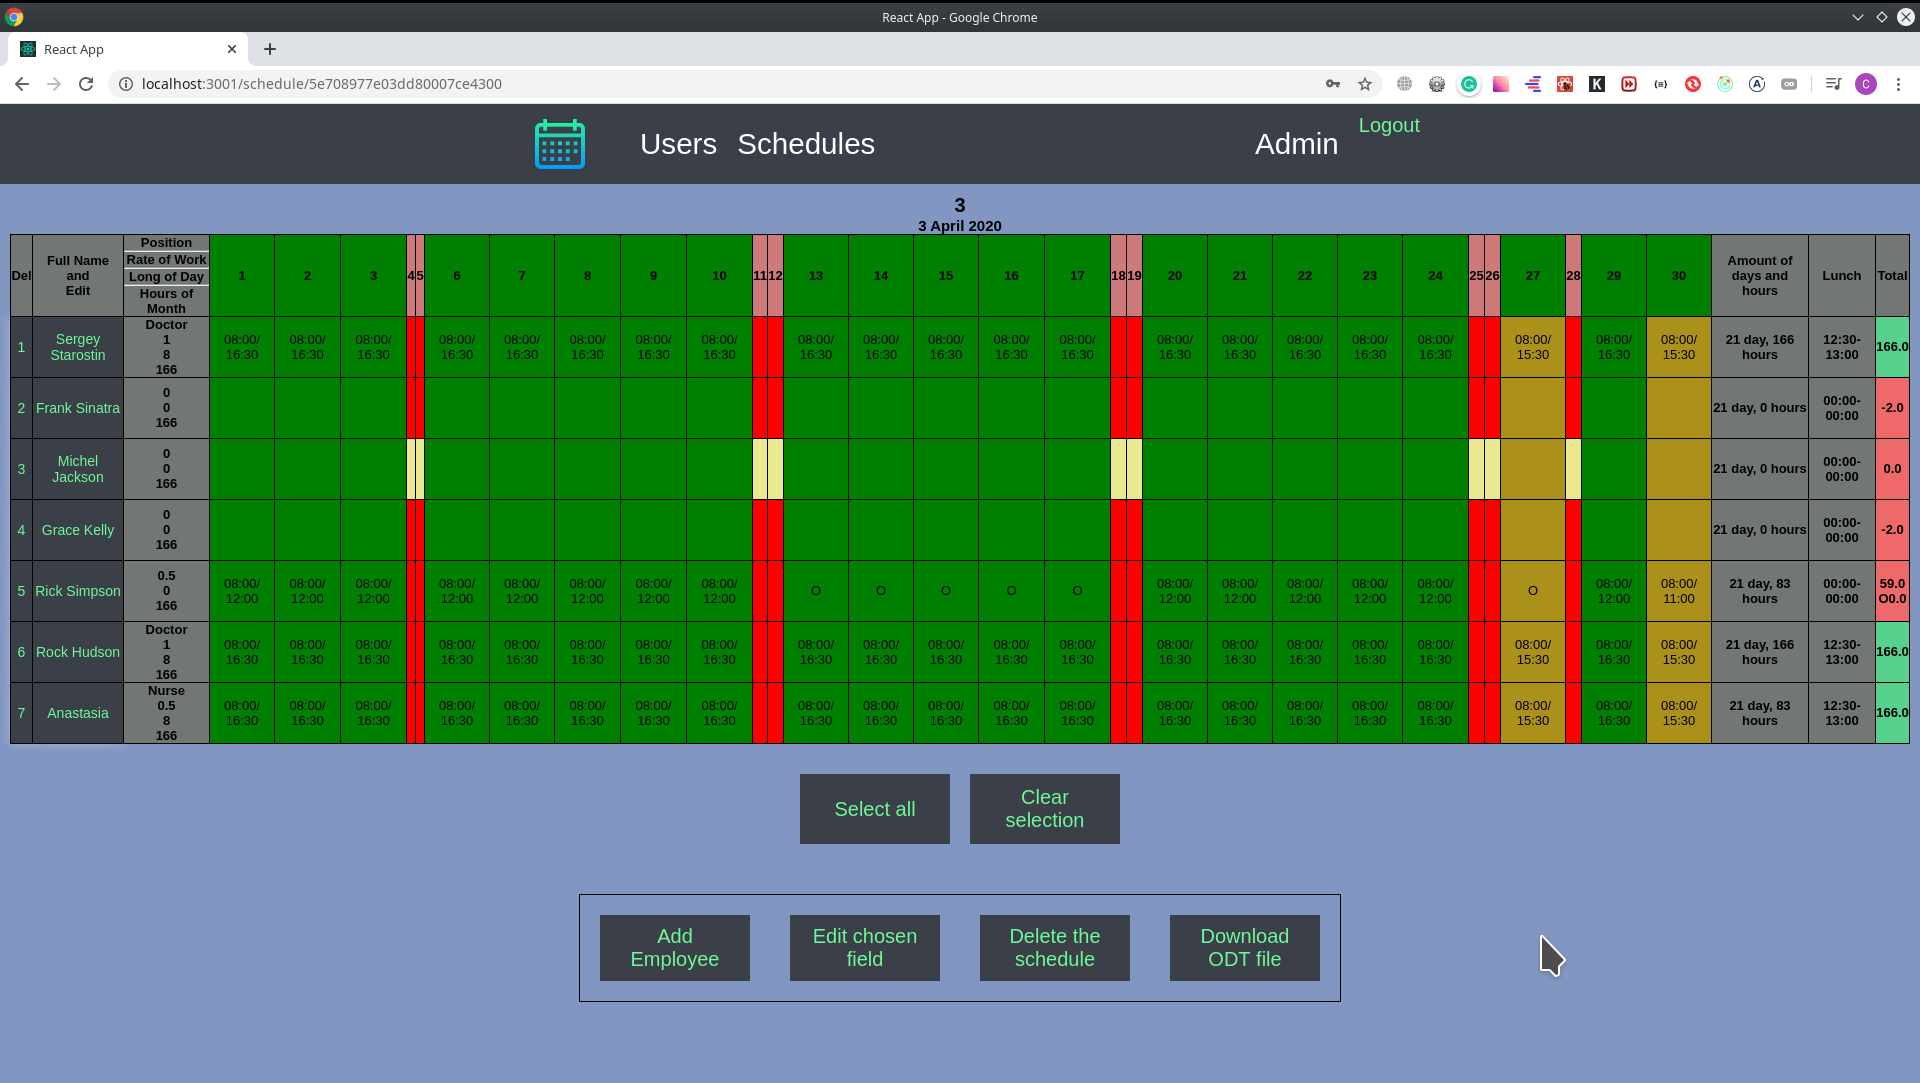 React App - Google Chrome
React App
localhost:3001/schedule/5e708977e03dd80007ce4300
C
Users Schedules Admin Logout
3
3 April 2020
Del
Full Name
and
Edit
Position
Rate of Work
Long of Day
Hours of
Month
1 2 3 4 5 6 7 8 9 10 11 12 13 14 15 16 17 18 19 20 21 22 23 24 25 26 27 28 29 30
Amount of
days and
hours
Lunch
Total
1
Sergey
Starostin
Doctor
1
8
166
08:00/ 08:00/ 08:00/ 08:00/ 08:00/ 08:00/ 08:00/ 08:00/ 08:00/ 08:00/ 08:00/ 08:00/ 08:00/ 08:00/ 08:00/ 08:00/ 08:00/ 08:00/ 08:00/ 08:00/ 08:00/
16:30 16:30 16:30 16:30 16:30 16:30 16:30 16:30 16:30 16:30 16:30 16:30 16:30 16:30 16:30 16:30 16:30 16:30 15:30 16:30 15:30
21 day, 166
hours
12:30-
13:00
166.0
2
Frank Sinatra
0
0
166
21 day, 0 hours
00:00-
00:00
-2.0
3
Michel
Jackson
0
0
166
21 day, 0 hours
00:00-
00:00
0.0
4
Grace Kelly
0
0
166
21 day, 0 hours
00:00-
00:00
-2.0
5
Rick Simpson
0.5
0
166
08:00/ 08:00/ 08:00/ 08:00/ 08:00/ 08:00/ 08:00/ 08:00/ O O O O O 08:00/ 08:00/ 08:00/ 08:00/ 08:00/ O 08:00/ 08:00/
12:00 12:00 12:00 12:00 12:00 12:00 12:00 12:00 12:00 12:00 12:00 12:00 12:00 12:00 11:00
21 day, 83
hours
00:00-
00:00
59.0
O0.0
6
Rock Hudson
Doctor
1
8
166
08:00/ 08:00/ 08:00/ 08:00/ 08:00/ 08:00/ 08:00/ 08:00/ 08:00/ 08:00/ 08:00/ 08:00/ 08:00/ 08:00/ 08:00/ 08:00/ 08:00/ 08:00/ 08:00/ 08:00/ 08:00/
16:30 16:30 16:30 16:30 16:30 16:30 16:30 16:30 16:30 16:30 16:30 16:30 16:30 16:30 16:30 16:30 16:30 16:30 15:30 16:30 15:30
21 day, 166
hours
12:30-
13:00
166.0
7
Anastasia
Nurse
0.5
8
166
08:00/ 08:00/ 08:00/ 08:00/ 08:00/ 08:00/ 08:00/ 08:00/ 08:00/ 08:00/ 08:00/ 08:00/ 08:00/ 08:00/ 08:00/ 08:00/ 08:00/ 08:00/ 08:00/ 08:00/ 08:00/
16:30 16:30 16:30 16:30 16:30 16:30 16:30 16:30 16:30 16:30 16:30 16:30 16:30 16:30 16:30 16:30 16:30 16:30 15:30 16:30 15:30
21 day, 83
hours
12:30-
13:00
166.0
Select all
Clear
selection
Add
Employee
Edit chosen
field
Delete the
schedule
Download
ODT file